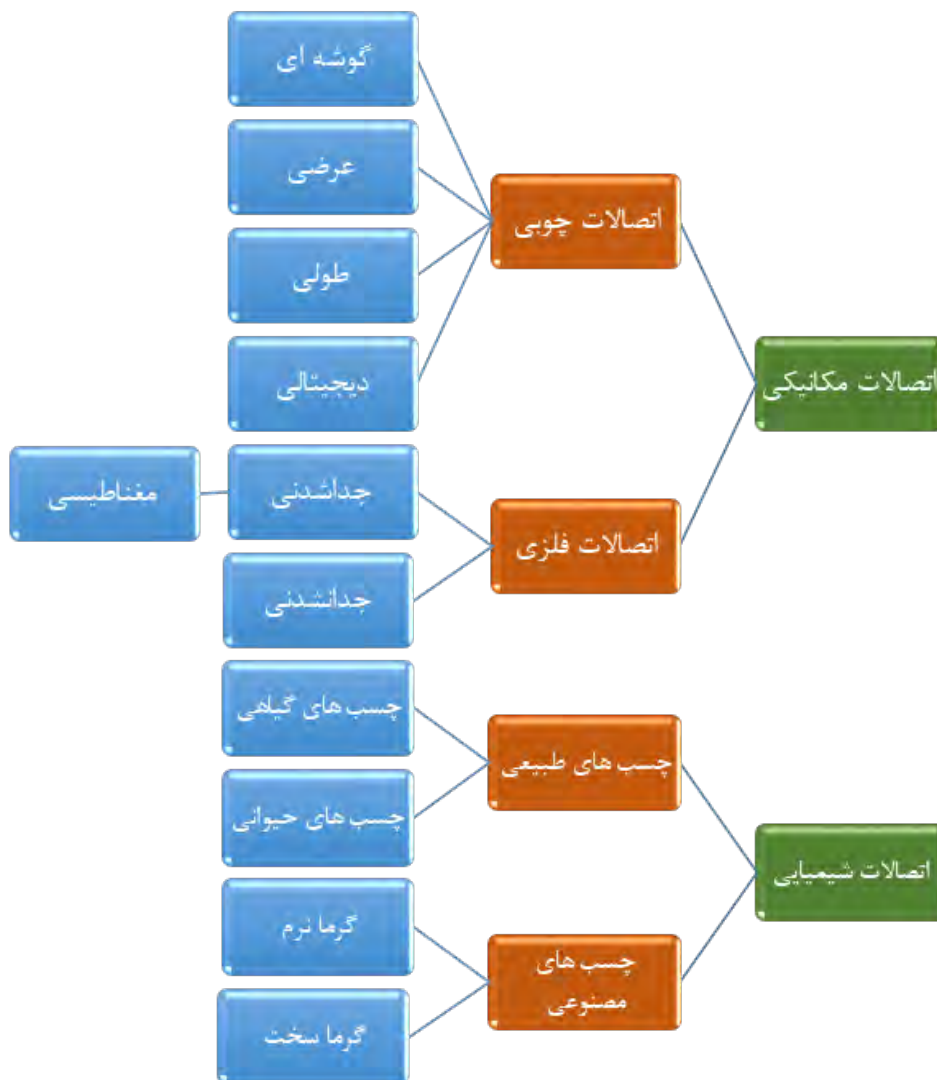 اتصالات مکانیکی
اتصالات چوبی
گوشه ای
عرضی
طولی
دیجیتالی
اتصالات فلزی
جداشدنی
مغناطیسی
جدانشدنی
اتصالات شیمیایی
چسب های طبیعی
چسب های گیاهی
چسب های حیوانی
چسب های
مصنوعی
گرما نرم
گرما سخت